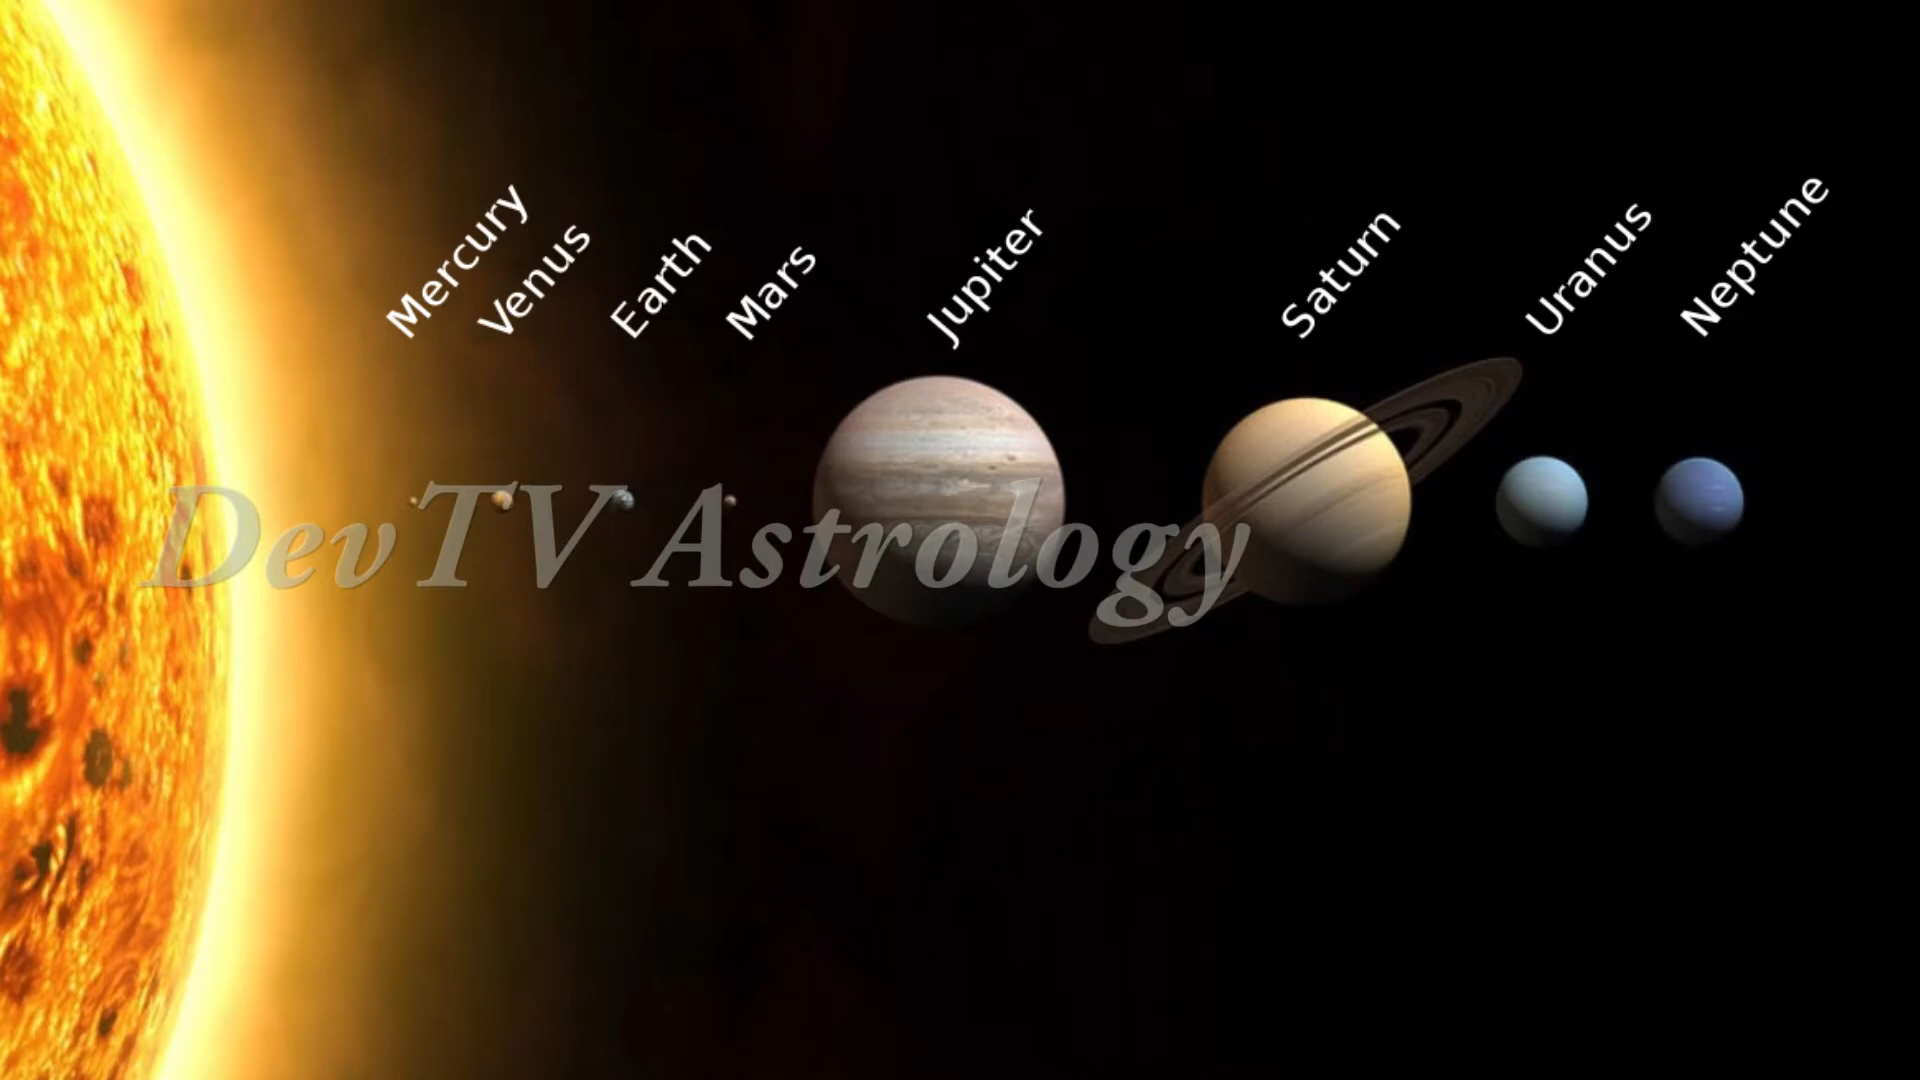 Mercury
Venus
Earth
Mars
Jupiter
Saturn
Uranus
Neptune
DevTV Astrology